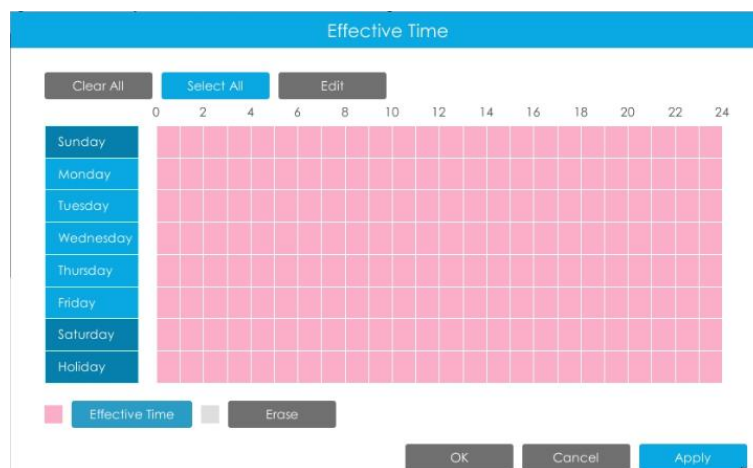 Effective Time
Clear All Select All Edit
0 2 4 6 8 10 12 14 16 18 20 22 24
Sunday
Monday
Tuesday
Wednesday
Thursday
Friday
Saturday
Holiday
Effective Time Erase
OK Cancel Apply